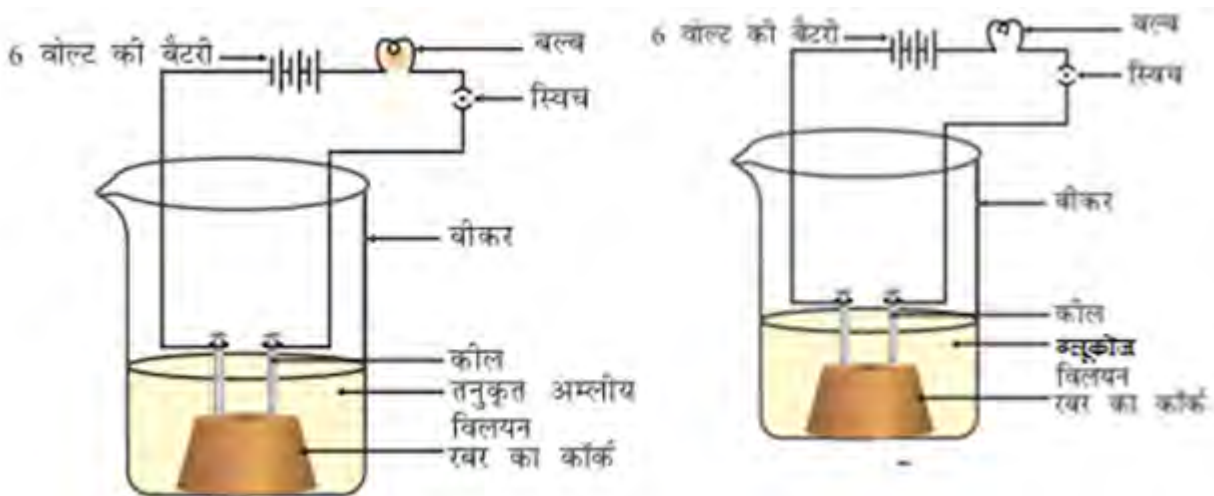 6 वोल्ट की बैटरी
बल्ब
स्विच
बीकर
कील
तनुकृत अम्लीय
विलयन
रबर का कॉर्क
6 वोल्ट की बैटरी
बल्ब
स्विच
बीकर
कील
ग्लूकोज
विलयन
रबर का कॉर्क